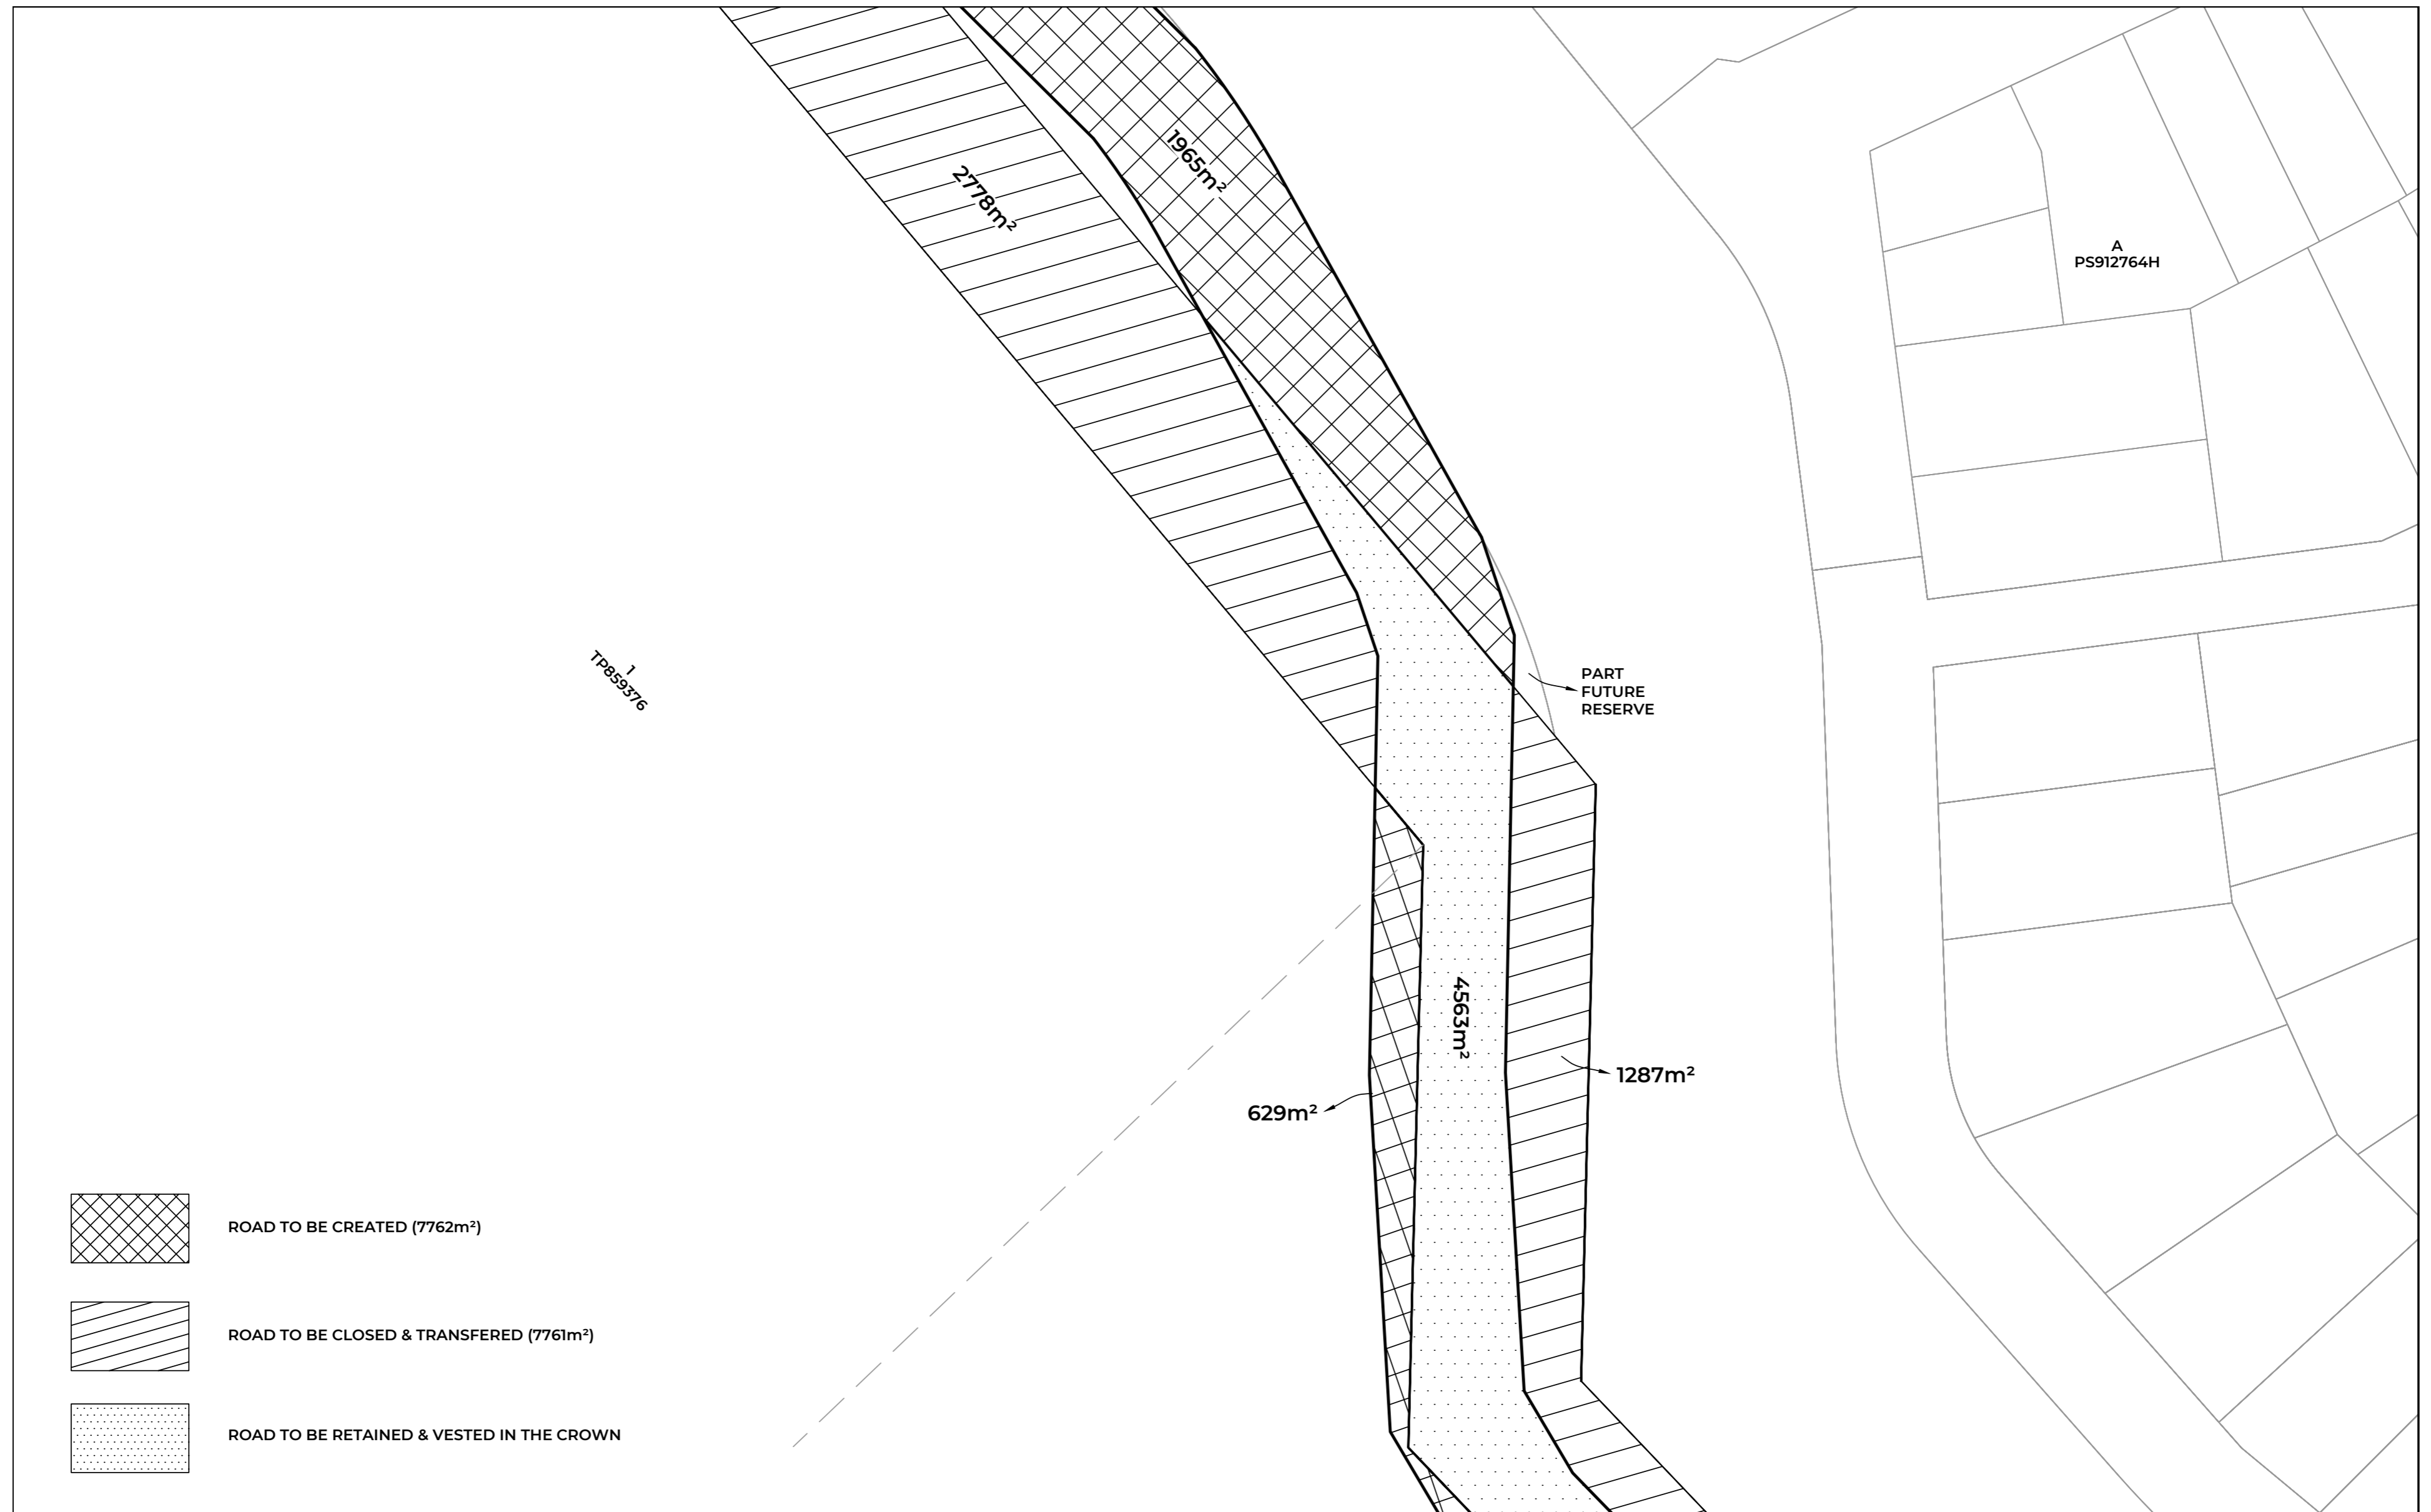 1965m²
2778m²
A
PS912764H
1
TP859376
PART
FUTURE
RESERVE
4563m²
1287m²
629m²
ROAD TO BE CREATED (7762m²)
ROAD TO BE CLOSED & TRANSFERED (7761m²)
ROAD TO BE RETAINED & VESTED IN THE CROWN